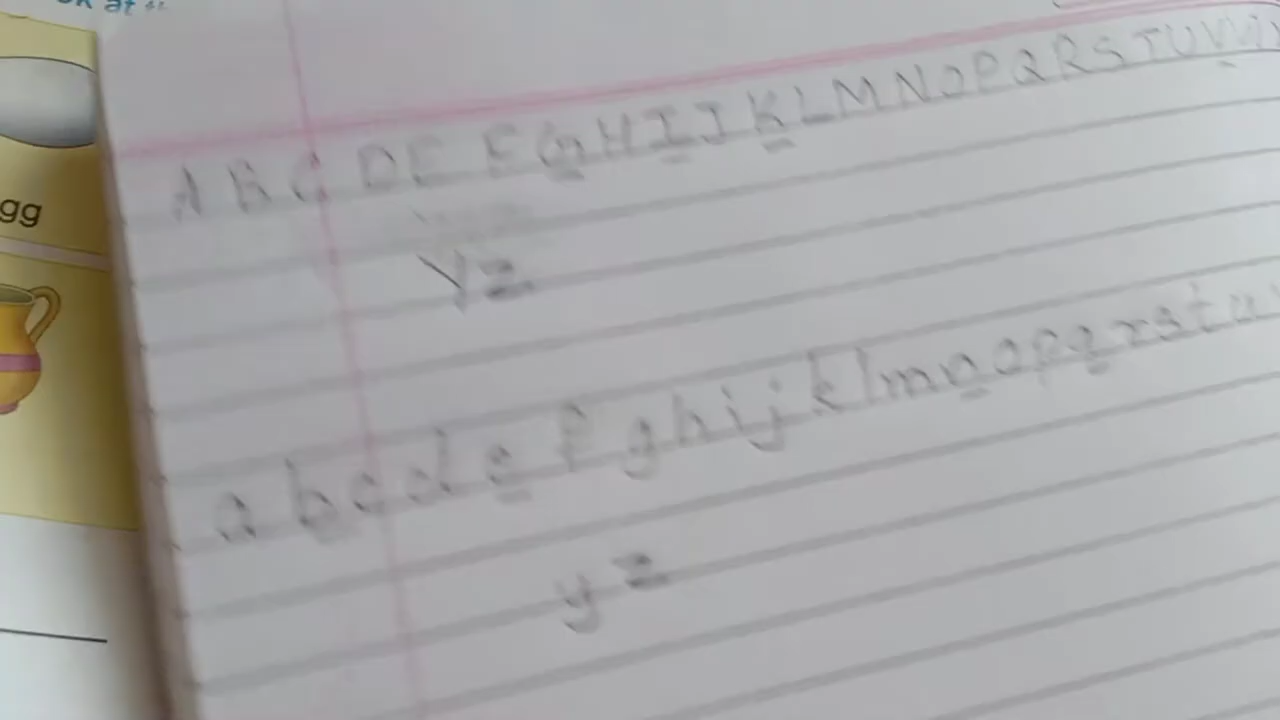 gg
A B C D E F G H I J K L M N O P Q R S T U V W
Y z
a b c d e f g h i j k l m n o p q r s t u
y z